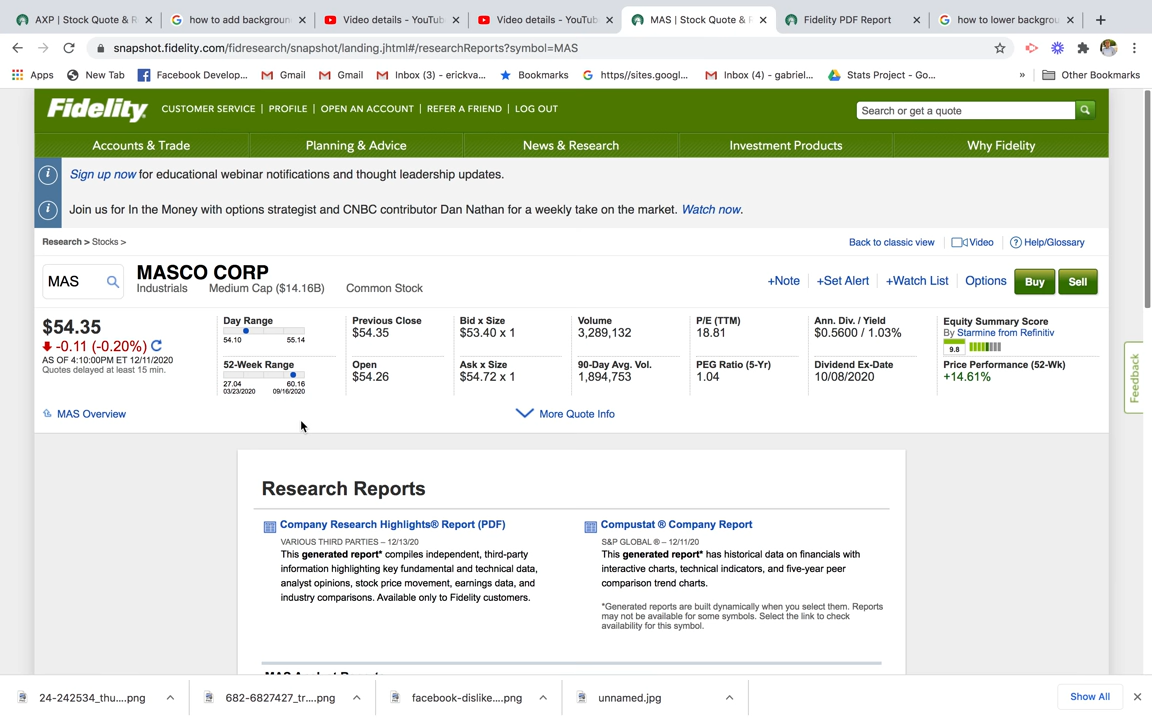 AXP | Stock Quote & R
how to add backgroun
Video details - YouTub
Video details - YouTub
MAS | Stock Quote & R
Fidelity PDF Report
how to lower backgrou
snapshot.fidelity.com/fidresearch/snapshot/landing.jhtml#/researchReports?symbol=MAS
Apps
New Tab
Facebook Develop...
Gmail
Gmail
Inbox (3) - erickva...
Bookmarks
https//sites.googl...
Inbox (4) - gabriel...
Stats Project - Go...
»
Other Bookmarks
Fidelity
CUSTOMER SERVICE | PROFILE | OPEN AN ACCOUNT | REFER A FRIEND | LOG OUT
Search or get a quote
Accounts & Trade
Planning & Advice
News & Research
Investment Products
Why Fidelity
Sign up now for educational webinar notifications and thought leadership updates.
Join us for In the Money with options strategist and CNBC contributor Dan Nathan for a weekly take on the market. Watch now.
Research > Stocks >
Back to classic view
Video
Help/Glossary
MAS
MASCO CORP
Industrials
Medium Cap ($14.16B)
Common Stock
+Note
+Set Alert
+Watch List
Options
Buy
Sell
$54.35
-0.11 (-0.20%)
AS OF 4:10:00PM ET 12/11/2020
Quotes delayed at least 15 min.
Day Range
54.10 55.14
52-Week Range
27.04 60.16
03/23/2020 09/16/2020
Previous Close
$54.35
Open
$54.26
Bid x Size
$53.40 x 1
Ask x Size
$54.72 x 1
Volume
3,289,132
90-Day Avg. Vol.
1,894,753
P/E (TTM)
18.81
PEG Ratio (5-Yr)
1.04
Ann. Div. / Yield
$0.5600 / 1.03%
Dividend Ex-Date
10/08/2020
Equity Summary Score
By Starmine from Refinitiv
9.8
Price Performance (52-Wk)
+14.61%
Feedback
MAS Overview
More Quote Info
Research Reports
Company Research Highlights® Report (PDF)
VARIOUS THIRD PARTIES – 12/13/20
This generated report* compiles independent, third-party
information highlighting key fundamental and technical data,
analyst opinions, stock price movement, earnings data, and
industry comparisons. Available only to Fidelity customers.
Compustat ® Company Report
S&P GLOBAL ® – 12/11/20
This generated report* has historical data on financials with
interactive charts, technical indicators, and five-year peer
comparison trend charts.
*Generated reports are built dynamically when you select them. Reports
may not be available for some symbols. Select the link to check
availability for this symbol.
MAS Analyst Reports
24-242534_thu....png
682-6827427_tr....png
facebook-dislike....png
unnamed.jpg
Show All